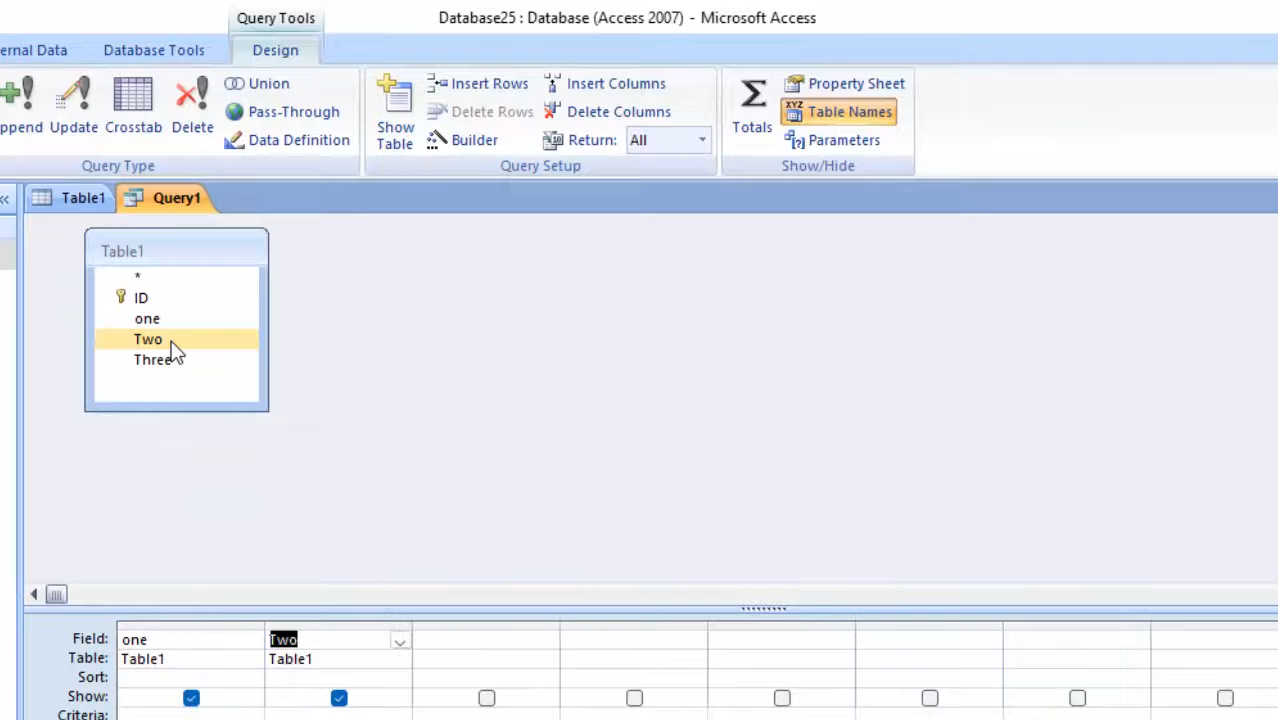 Query Tools
Database25 : Database (Access 2007) - Microsoft Access
ernal Data Database Tools Design
Union Insert Rows Insert Columns Property Sheet
Pass-Through Delete Rows Delete Columns Table Names
ppend Update Crosstab Delete Data Definition Show Table Builder Return: All Totals Parameters
Query Type Query Setup Show/Hide
« Table1 Query1
Table1
*
ID
one
Two
Three
Field: one Two
Table: Table1 Table1
Sort:
Show:
Criteria: